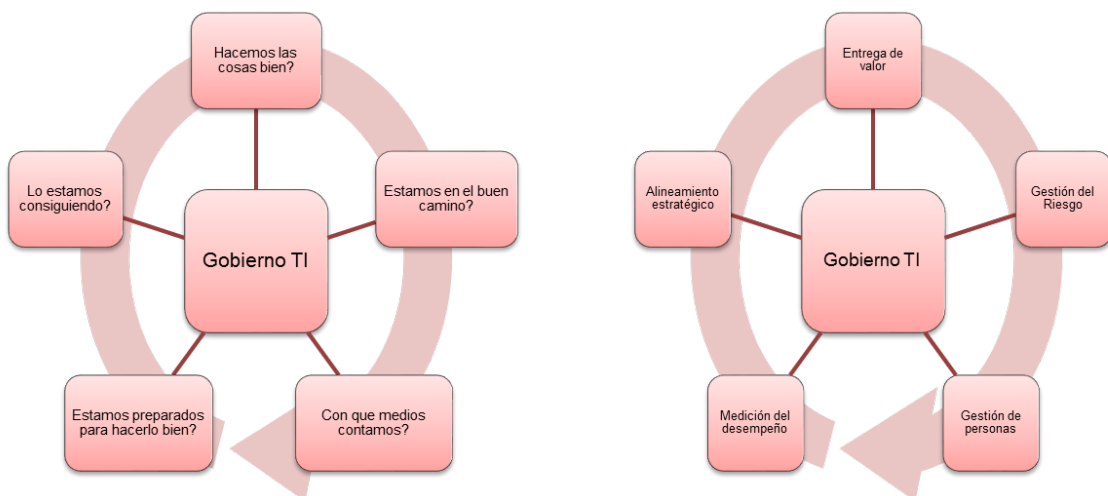 Hacemos las
cosas bien?
Lo estamos
consiguiendo?
Estamos en el buen
camino?
Gobierno TI
Estamos preparados
para hacerlo bien?
Con que medios
contamos?
Entrega de
valor
Alineamiento
estratégico
Gestión del
Riesgo
Gobierno TI
Medición del
desempeño
Gestión de
personas